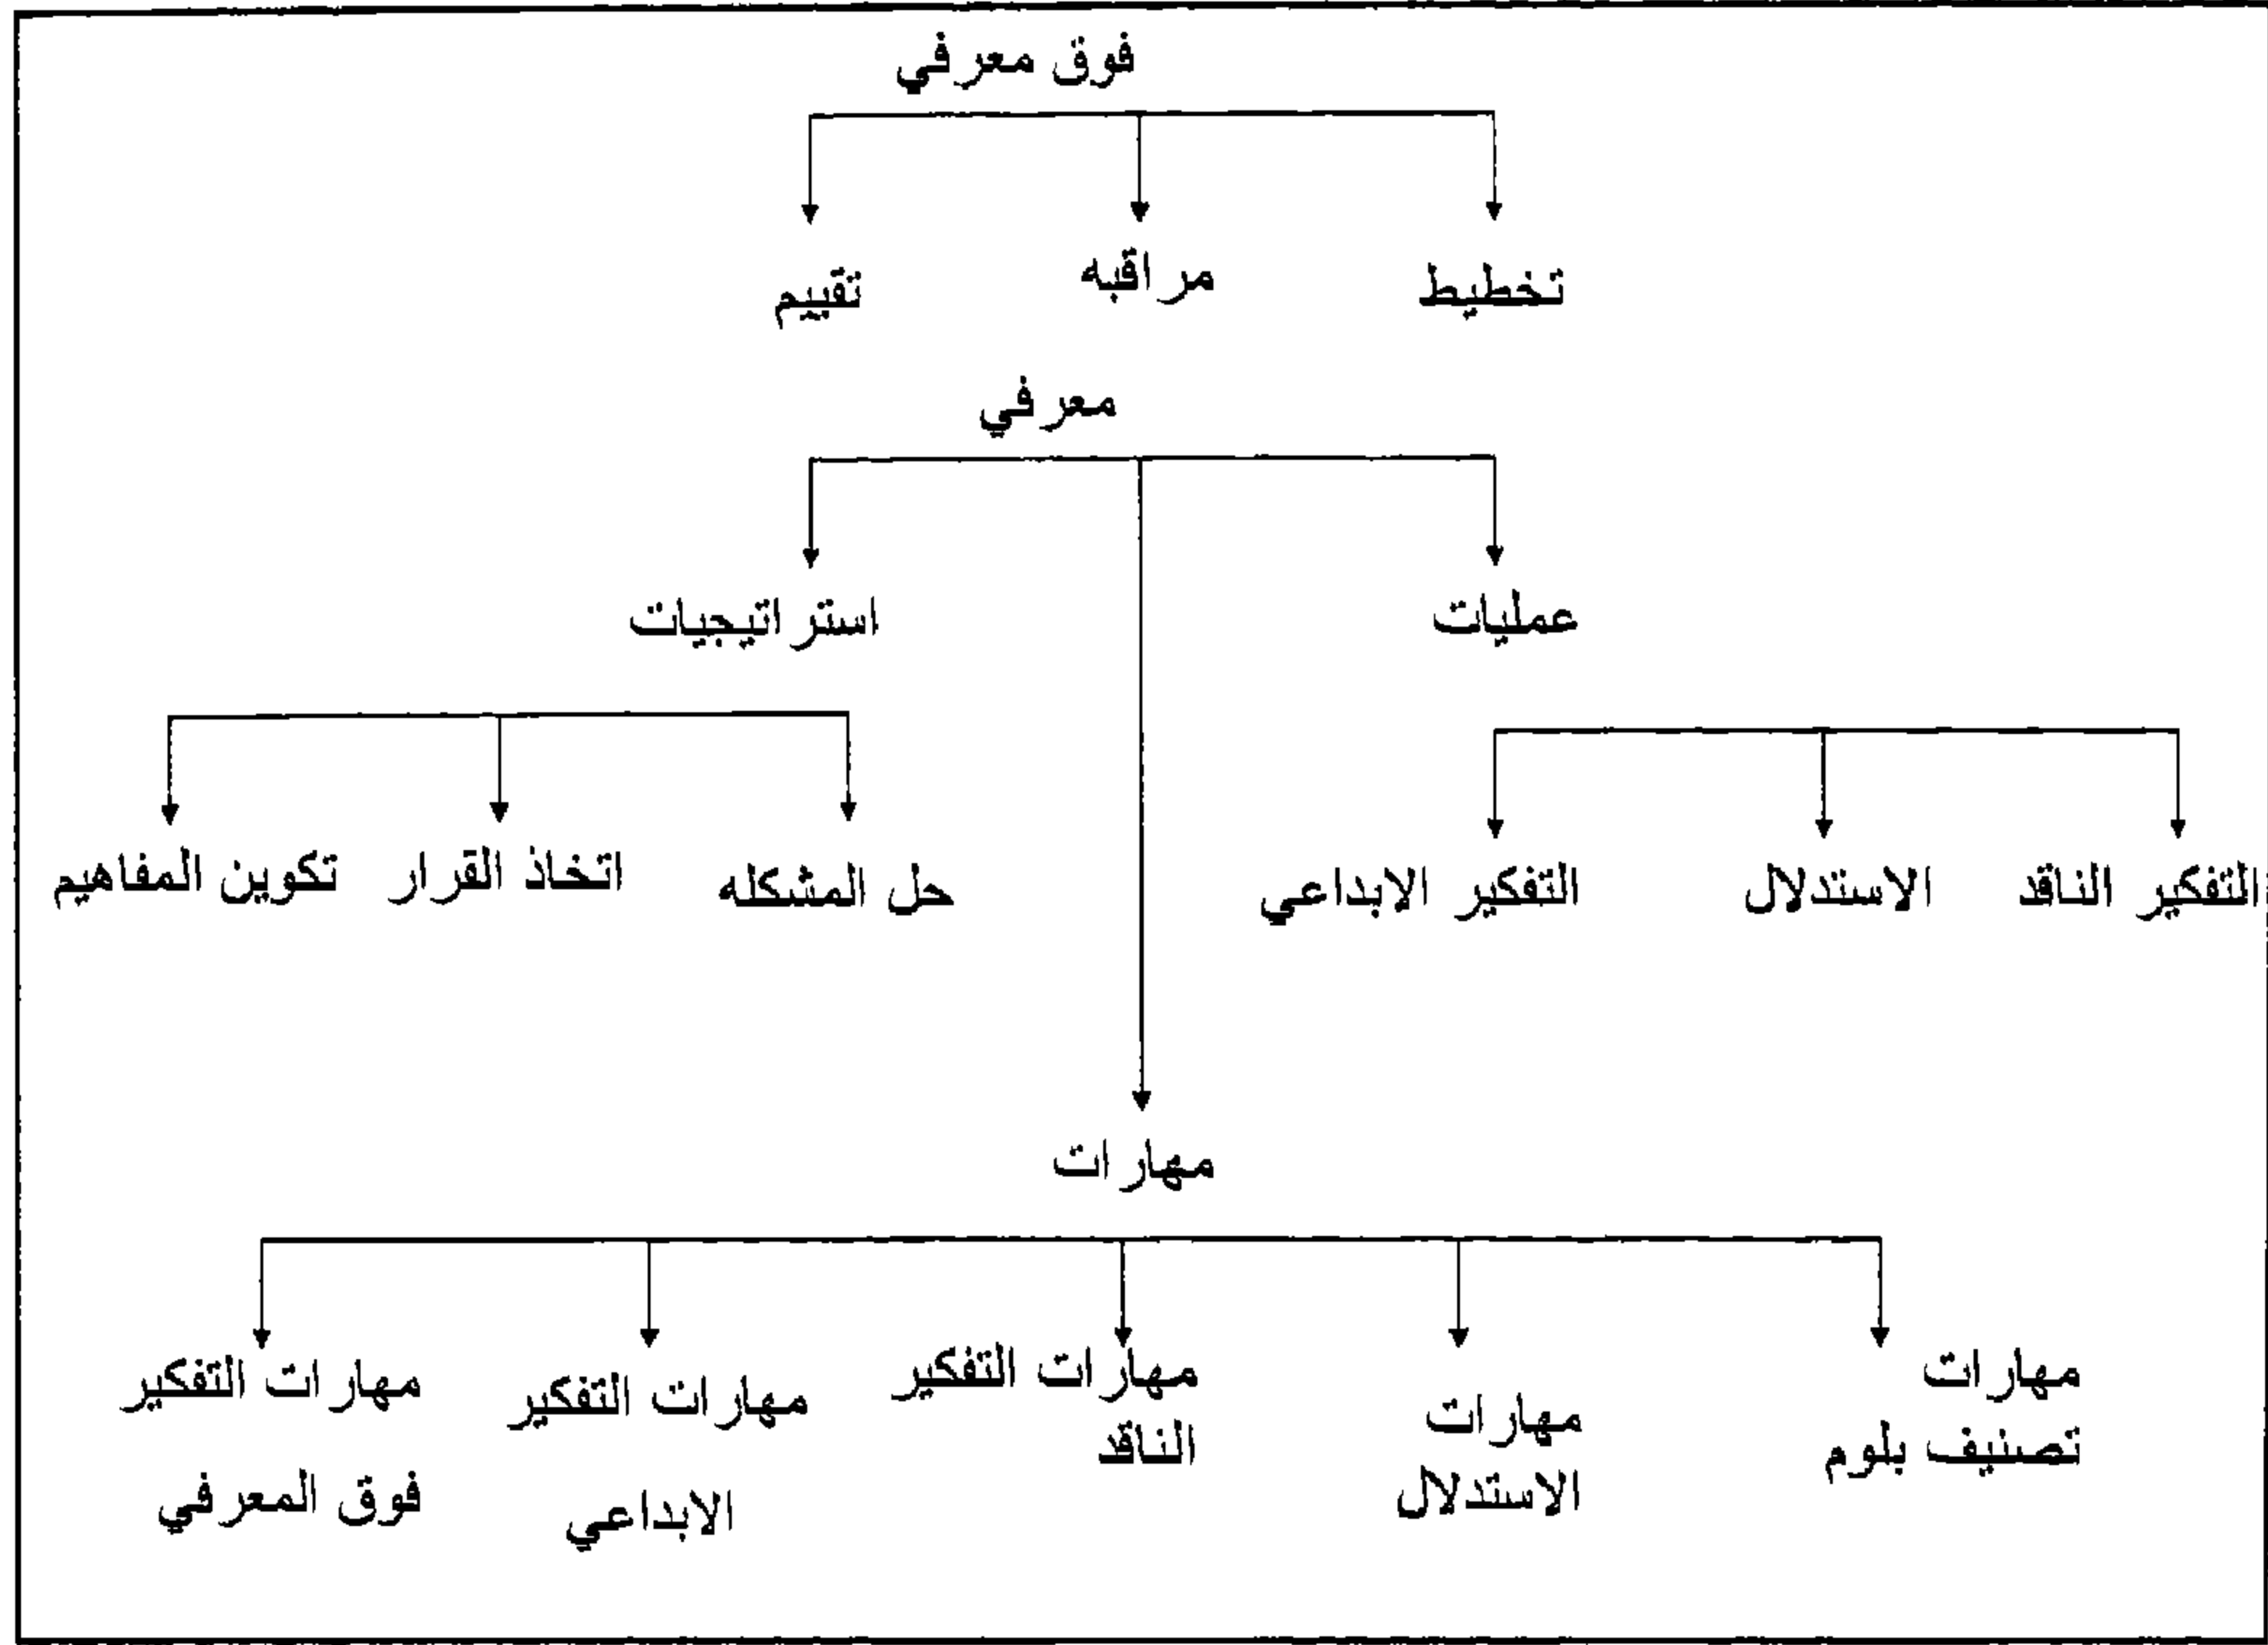 فوق معرفي
تخطيط
مراقبه
تقييم
معرفي
عمليات
استراتيجيات
التفكير الناقد
الاستدلال
التفكير الابداعي
حل المشكله
اتخاذ القرار
تكوين المفاهيم
مهارات
مهارات
تصنيف بلوم
مهارات
الاستدلال
مهارات التفكير
الناقد
مهارات التفكير
الابداعي
مهارات التفكير
فوق المعرفي